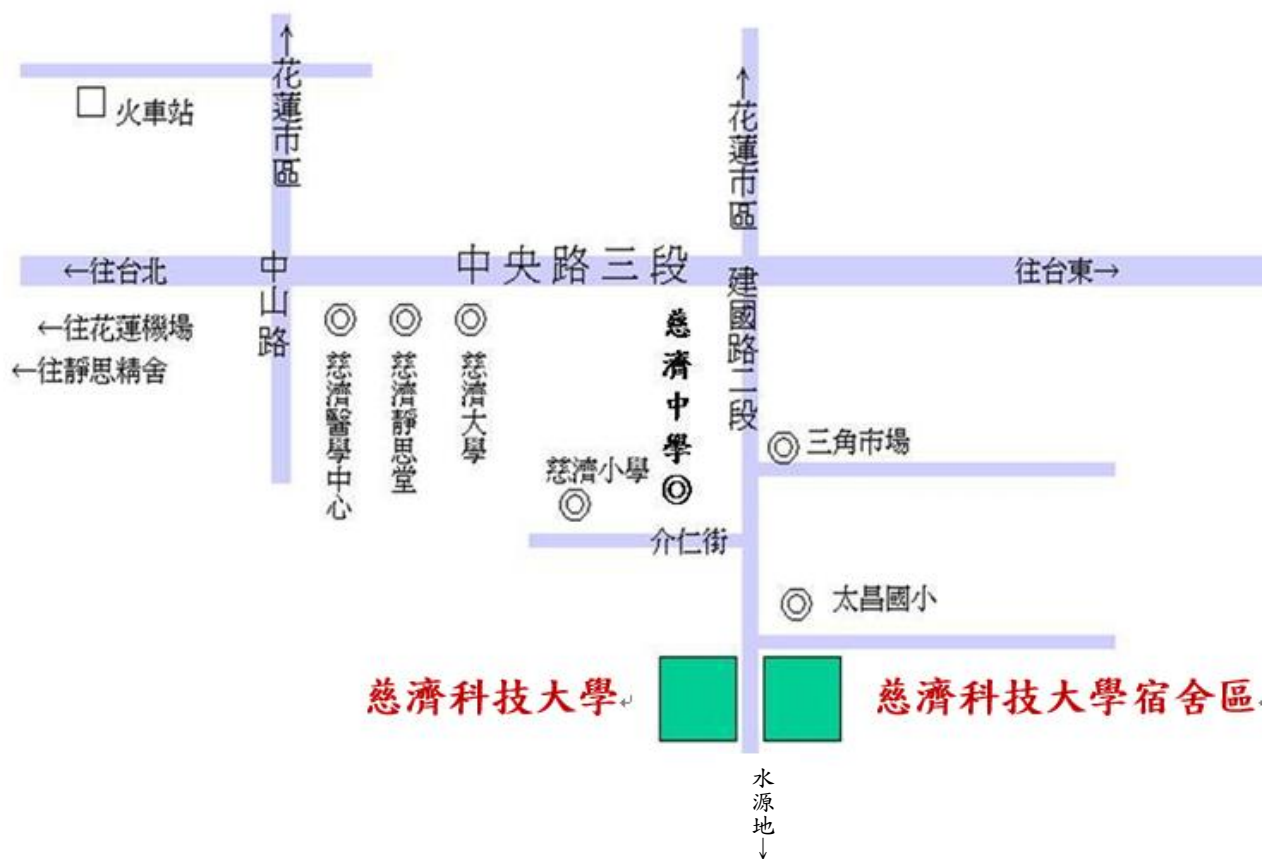 ↑花蓮市區
↑花蓮市區
火車站
←往台北
中山路
中央路三段
建國路二段
往台東→
←往花蓮機場
←往靜思精舍
慈濟醫學中心
慈濟靜思堂
慈濟大學
慈濟中學
三角市場
慈濟小學
介仁街
太昌國小
慈濟科技大學
慈濟科技大學宿舍區
水源地↓